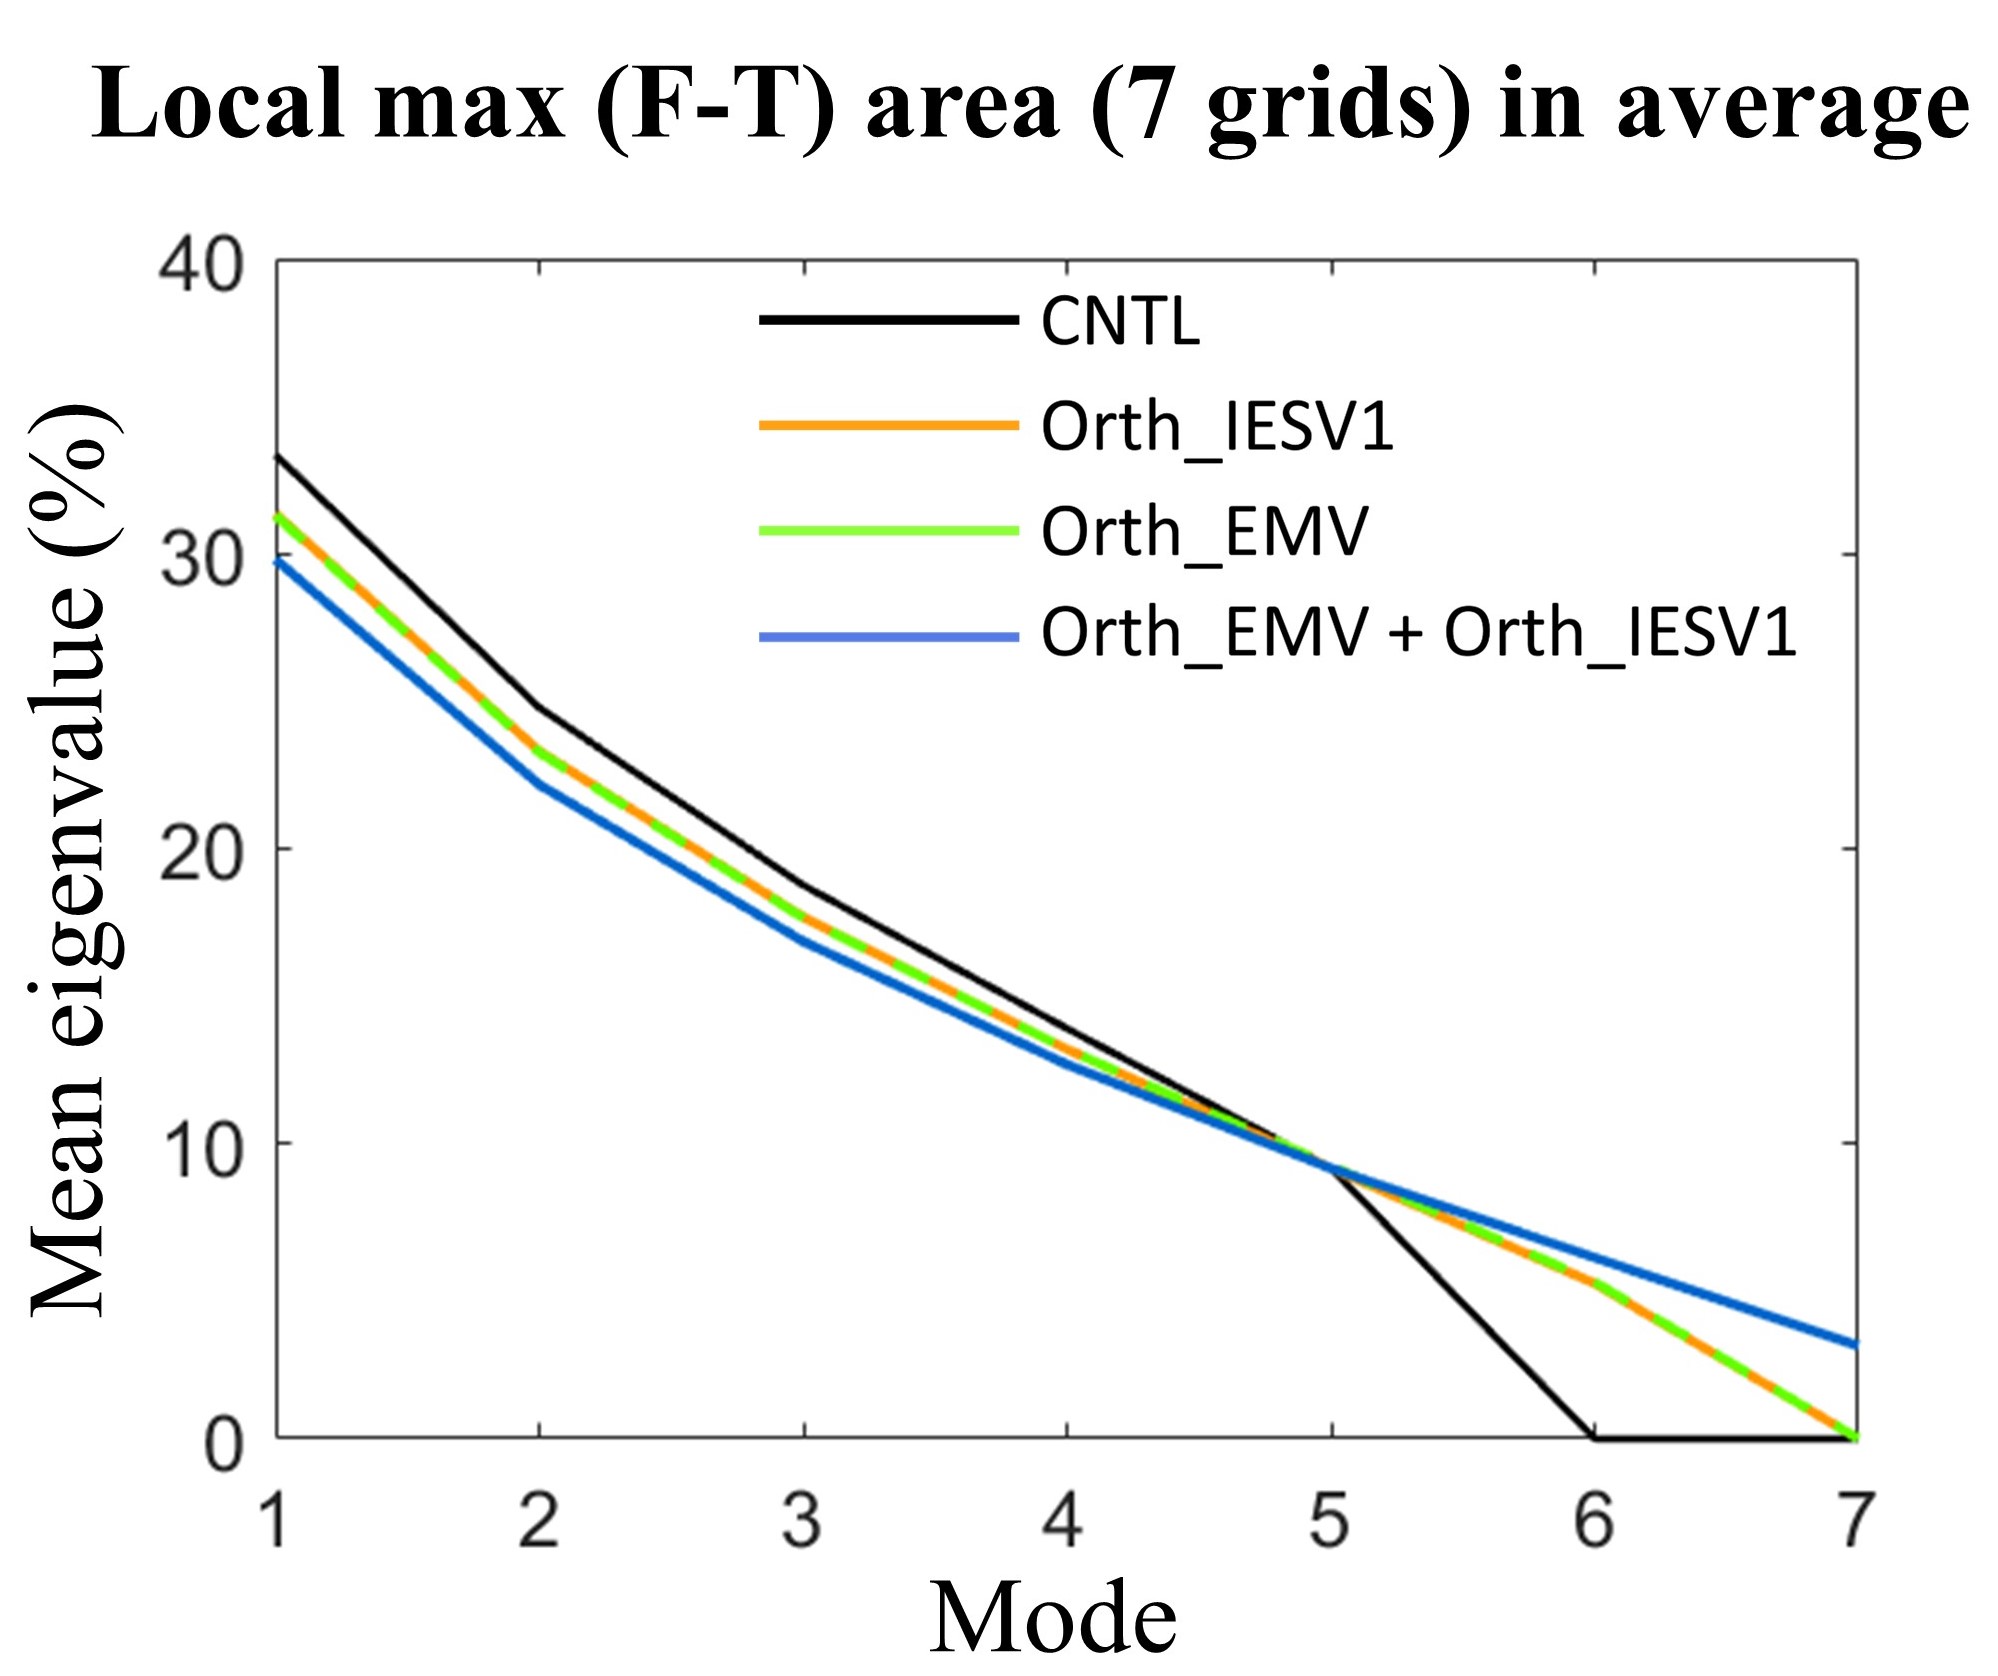 Local max (F-T) area (7 grids) in average
40
30
20
10
0
Mean eigenvalue (%)
CNTL
Orth_IESV1
Orth_EMV
Orth_EMV + Orth_IESV1
1 2 3 4 5 6 7
Mode